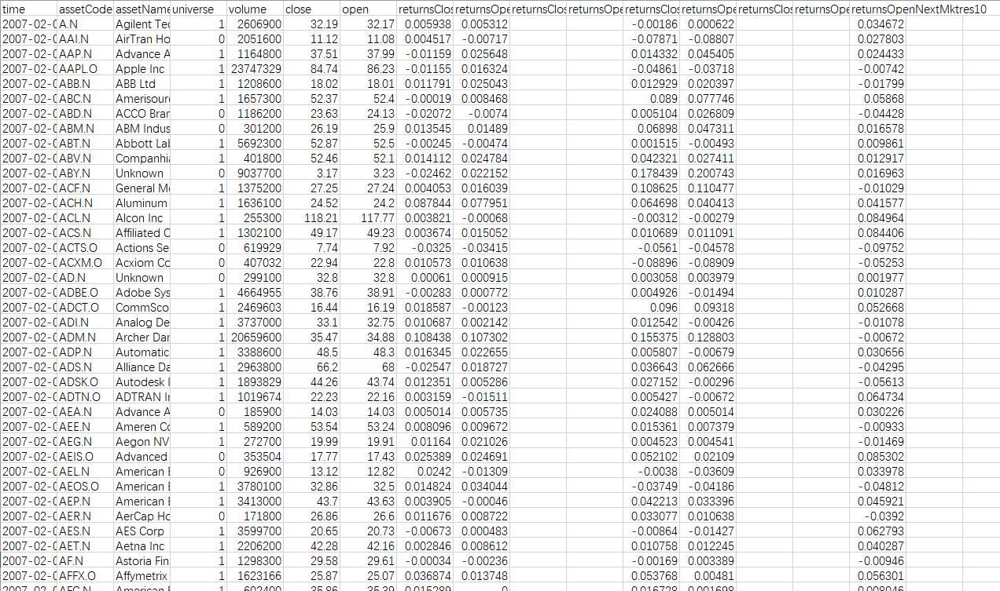 time assetCode assetName universe volume close open returnsClos returnsOpe returnsClos returnsOpe returnsClos returnsOpe returnsClos returnsOpe returnsOpenNextMktres10
2007-02-0 A.N Agilent Tec 1 2606900 32.19 32.17 0.005938 0.005312 -0.00186 0.000622 0.034672
2007-02-0 AAI.N AirTran Ho 0 2051600 11.12 11.08 0.004517 -0.00717 -0.07871 -0.08807 0.027803
2007-02-0 AAP.N Advance A 1 1164800 37.51 37.99 -0.01159 0.025648 0.014332 0.045405 0.024433
2007-02-0 AAPL.O Apple Inc 1 23747329 84.74 86.23 -0.01155 0.016324 -0.04861 -0.03718 -0.00742
2007-02-0 ABB.N ABB Ltd 1 1208600 18.02 18.01 0.011791 0.025043 0.012929 0.020397 -0.01799
2007-02-0 ABC.N Amerisour 1 1657300 52.37 52.4 -0.00019 0.008468 0.089 0.077746 0.05868
2007-02-0 ABD.N ACCO Brar 0 1186200 23.63 24.13 -0.02072 -0.0074 0.005104 0.026809 -0.04428
2007-02-0 ABM.N ABM Indus 0 301200 26.19 25.9 0.013545 0.01489 0.06898 0.047311 0.016578
2007-02-0 ABT.N Abbott Lal 1 5692300 52.87 52.5 -0.00245 -0.00474 0.001515 -0.00493 0.009861
2007-02-0 ABV.N Companhi 1 401800 52.46 52.1 0.014112 0.024784 0.042321 0.027411 0.012917
2007-02-0 ABY.N Unknown 0 9037700 3.17 3.23 -0.02462 0.022152 0.178439 0.200743 0.016963
2007-02-0 ACF.N General M 1 1375200 27.25 27.24 0.004053 0.016039 0.108625 0.110477 -0.01029
2007-02-0 ACH.N Aluminum 1 1636100 24.52 24.2 0.087844 0.077951 0.064698 0.040413 0.041577
2007-02-0 ACL.N Alcon Inc 1 255300 118.21 117.77 0.003821 -0.00068 -0.00312 -0.00279 0.084964
2007-02-0 ACS.N Affiliated C 1 1302100 49.17 49.23 0.003674 0.015052 0.010689 0.011091 0.084406
2007-02-0 ACTS.O Actions Se 0 619929 7.74 7.92 -0.0325 -0.03415 -0.0561 -0.04578 -0.09752
2007-02-0 ACXM.O Acxiom Co 0 407032 22.94 22.8 0.010573 0.010638 -0.08896 -0.08909 -0.05253
2007-02-0 AD.N Unknown 0 299100 32.8 32.8 0.00061 0.000915 0.003058 0.003979 0.001977
2007-02-0 ADBE.O Adobe Sys 1 4664955 38.76 38.91 -0.00283 0.000772 0.004926 -0.01494 0.010287
2007-02-0 ADCT.O CommSco 1 2469603 16.44 16.19 0.018587 -0.00123 0.096 0.09318 0.052668
2007-02-0 ADI.N Analog De 1 3737000 33.1 32.75 0.010687 0.002142 0.012542 -0.00426 -0.01078
2007-02-0 ADM.N Archer Dar 1 20659600 35.47 34.88 0.108438 0.107302 0.155375 0.128803 -0.00672
2007-02-0 ADP.N Automatic 1 3388600 48.5 48.3 0.016345 0.022655 0.005807 -0.00679 0.030656
2007-02-0 ADS.N Alliance Da 1 2963800 66.2 68 -0.02547 0.018727 0.036643 0.062666 -0.04295
2007-02-0 ADSK.O Autodesk I 1 1893829 44.26 43.74 0.012351 0.005286 0.027152 -0.00296 -0.05613
2007-02-0 ADTN.O ADTRAN Ir 1 1019674 22.23 22.16 0.003159 -0.01511 0.005427 -0.00672 0.064734
2007-02-0 AEA.N Advance A 0 185900 14.03 14.03 0.005014 0.005735 0.024088 0.005014 0.030226
2007-02-0 AEE.N Ameren Co 1 589200 53.54 53.24 0.008096 0.009672 0.015361 0.007379 -0.00933
2007-02-0 AEG.N Aegon NV 1 272700 19.99 19.91 0.01164 0.021026 0.004523 0.004541 -0.01469
2007-02-0 AEIS.O Advanced 0 353504 17.77 17.43 0.025389 0.024691 0.052102 0.02109 0.085302
2007-02-0 AEL.N American E 0 926900 13.12 12.82 0.0242 -0.01309 -0.0038 -0.03609 0.033978
2007-02-0 AEOS.O American E 1 3780100 32.86 32.5 0.014824 0.034044 -0.03749 -0.04186 -0.04812
2007-02-0 AEP.N American E 1 3413000 43.7 43.63 0.003905 -0.00046 0.042213 0.033396 0.045921
2007-02-0 AER.N AerCap Hc 0 171800 26.86 26.6 0.011676 0.008722 0.033077 0.010638 -0.0392
2007-02-0 AES.N AES Corp 1 3599700 20.65 20.73 -0.00673 0.000483 -0.00864 -0.01427 0.062793
2007-02-0 AET.N Aetna Inc 1 2206200 42.28 42.16 0.002846 0.008612 0.010758 0.012245 0.040287
2007-02-0 AF.N Astoria Fin 1 1298300 29.58 29.61 -0.00034 -0.00236 -0.00169 0.003389 -0.00946
2007-02-0 AFFX.O Affymetrix 1 1623166 25.87 25.07 0.036874 0.013748 0.053768 0.00481 0.056301
2007-02-0 AFC.N American E 1 602400 35.86 35.39 0.015289 0 0.016728 0.001698 0.008046